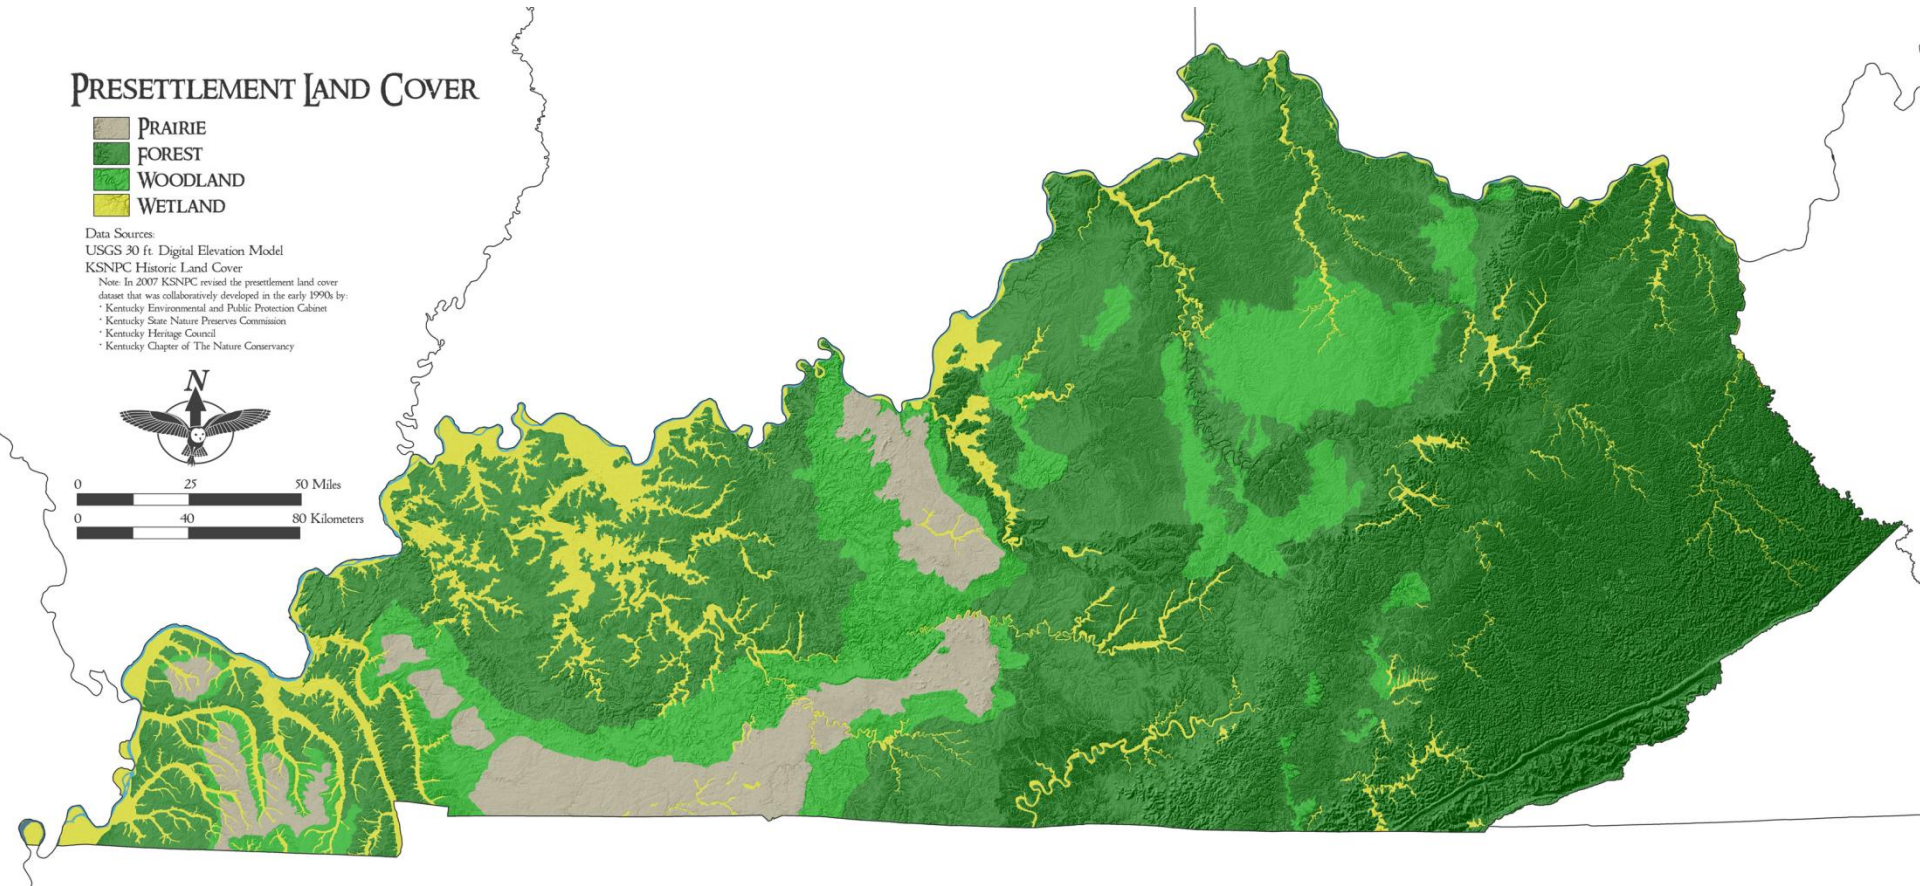 PRESETTLEMENT LAND COVER
PRAIRIE
FOREST
WOODLAND
WETLAND
Data Sources:
USGS 30 ft. Digital Elevation Model
KSNPC Historic Land Cover
Note: In 2007 KSNPC revised the presettlement land cover
dataset that was collaboratively developed in the early 1990s by:
· Kentucky Environmental and Public Protection Cabinet
· Kentucky State Nature Preserves Commission
· Kentucky Heritage Council
· Kentucky Chapter of The Nature Conservancy
N
0 25 50 Miles
0 40 80 Kilometers